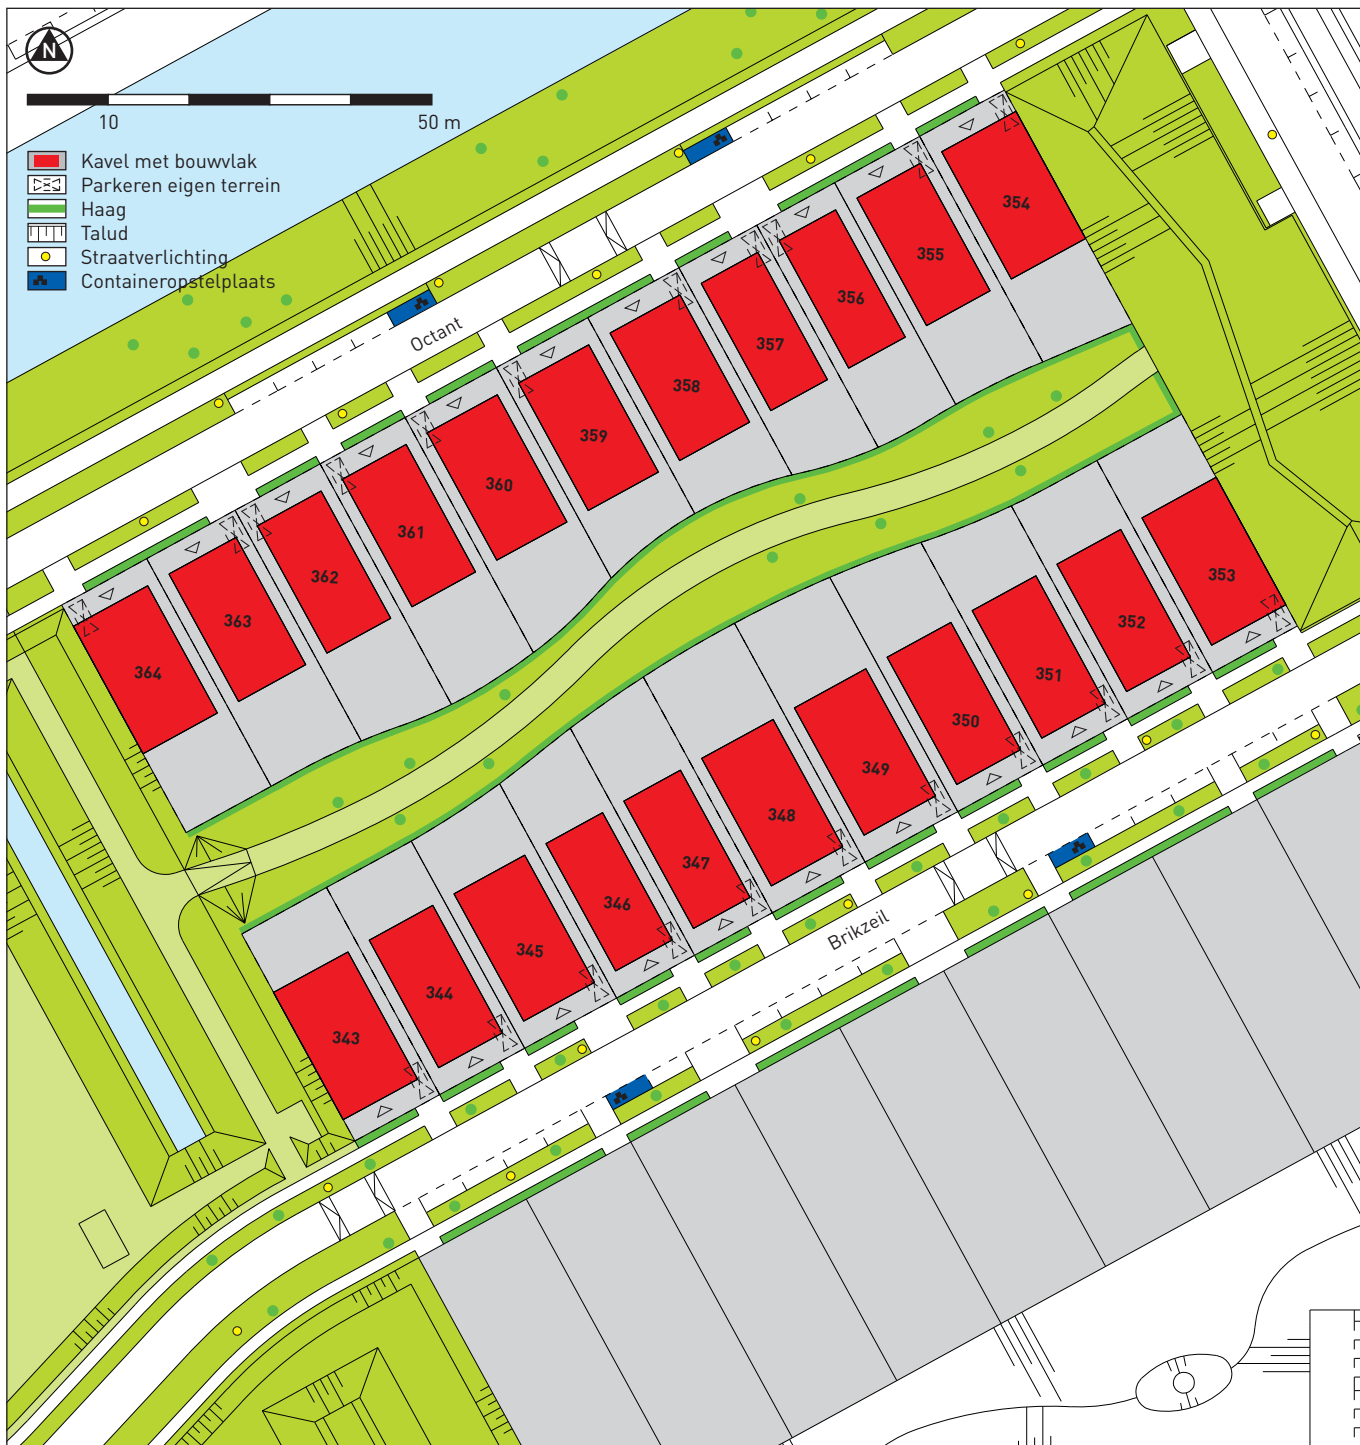 N
10 50 m
Kavel met bouwvlak
Parkeren eigen terrein
Haag
Talud
Straatverlichting
Containeropstelplaats
Octant
354
355
356
357
358
359
360
361
362
363
364
353
352
351
350
349
348
347
346
345
344
343
Brikzeil